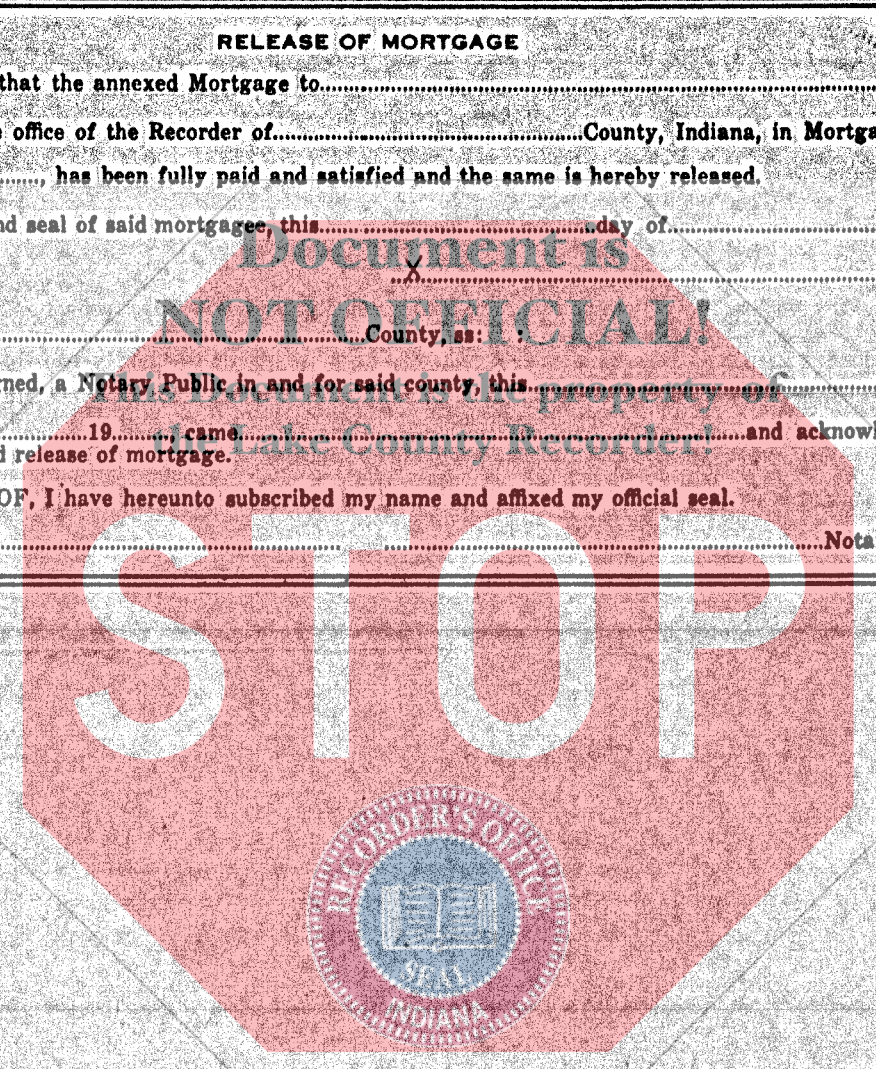 RELEASE OF MORTGAGE
that the annexed Mortgage to
office of the Recorder of County, Indiana, in Mortga
, has been fully paid and satisfied and the same is hereby released.
nd seal of said mortgagee, this day of
Document is
X
NOT OFFICIAL!
County, ss:
rned, a Notary Public in and for said county, this
This Document is the property of
19 came and acknowl
the Lake County Recorder!
d release of mortgage.
OF, I have hereunto subscribed my name and affixed my official seal.
Nota
STOP
RECORDER'S OFFICE
SEAL
INDIANA